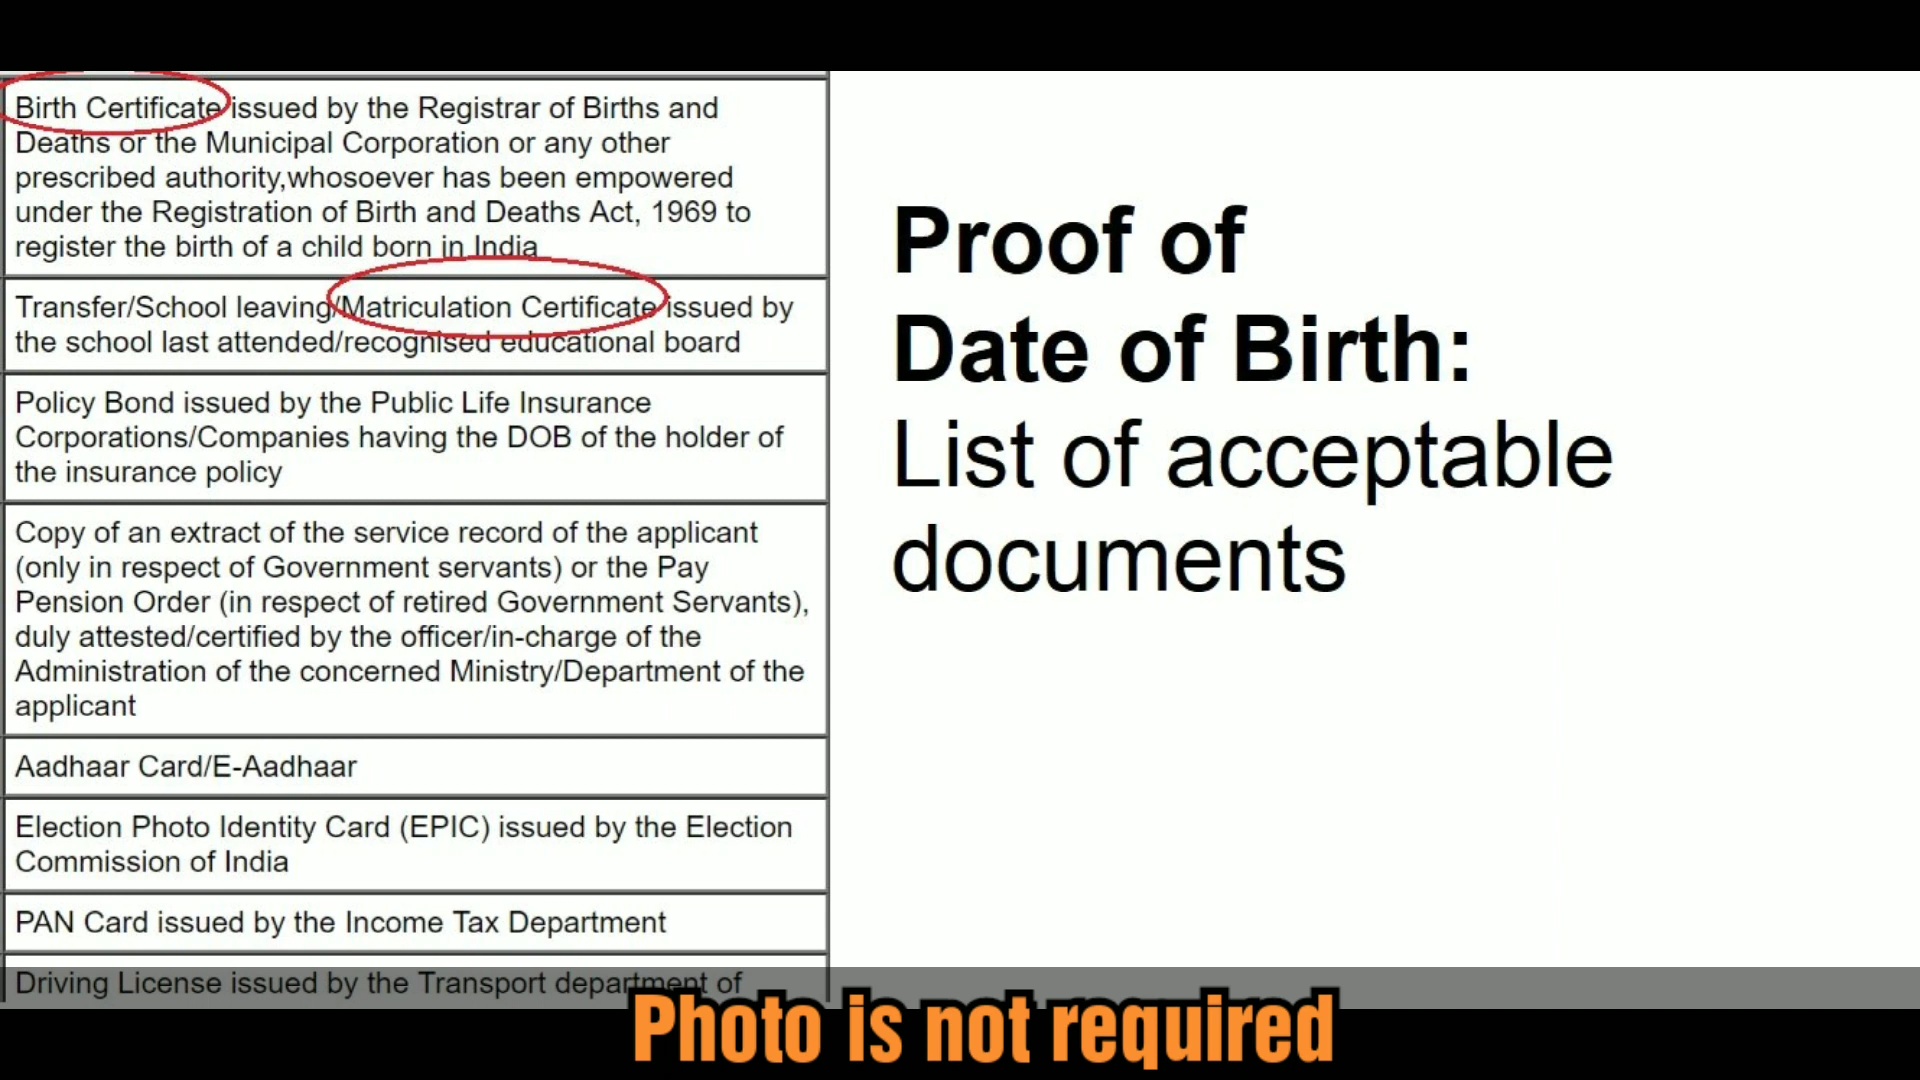 Birth Certificate issued by the Registrar of Births and
Deaths or the Municipal Corporation or any other
prescribed authority,whosoever has been empowered
under the Registration of Birth and Deaths Act, 1969 to
register the birth of a child born in India
Transfer/School leaving/Matriculation Certificate issued by
the school last attended/recognised educational board
Policy Bond issued by the Public Life Insurance
Corporations/Companies having the DOB of the holder of
the insurance policy
Copy of an extract of the service record of the applicant
(only in respect of Government servants) or the Pay
Pension Order (in respect of retired Government Servants),
duly attested/certified by the officer/in-charge of the
Administration of the concerned Ministry/Department of the
applicant
Aadhaar Card/E-Aadhaar
Election Photo Identity Card (EPIC) issued by the Election
Commission of India
PAN Card issued by the Income Tax Department
Driving License issued by the Transport department of
Proof of
Date of Birth:
List of acceptable
documents
Photo is not required